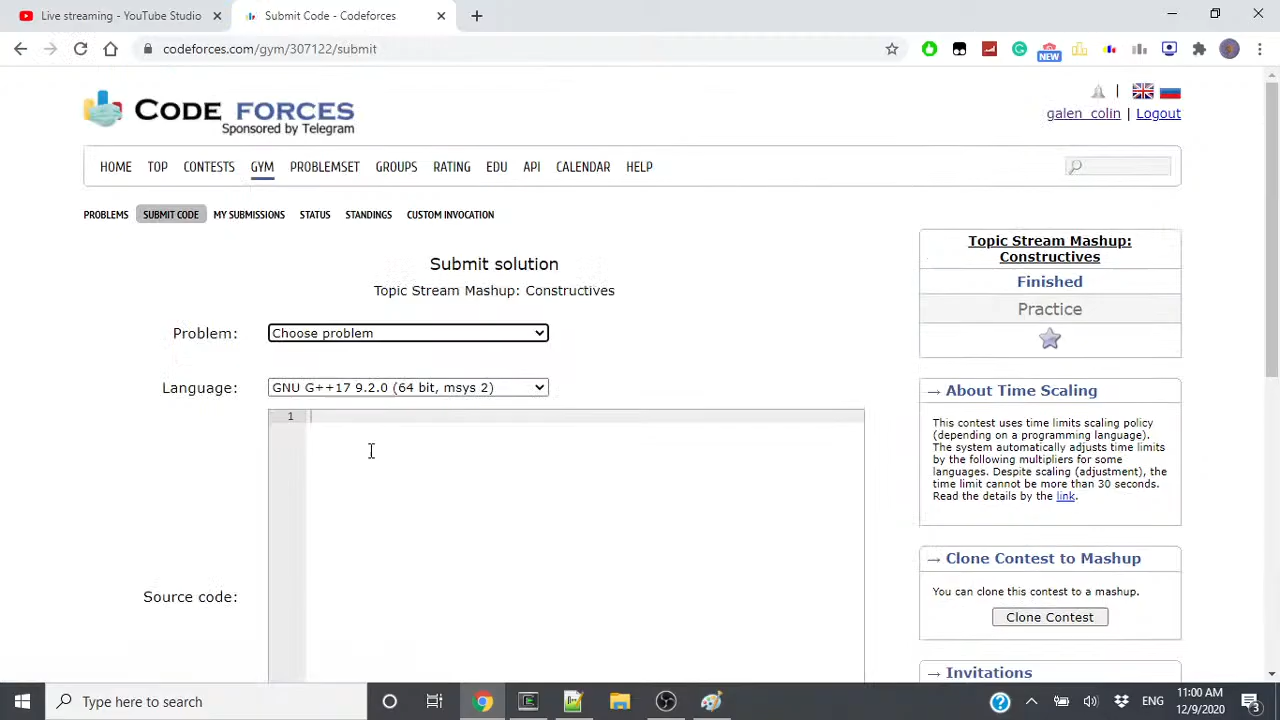 Live streaming - YouTube Studio
Submit Code - Codeforces
codeforces.com/gym/307122/submit
NEW
CODE FORCES
Sponsored by Telegram
galen_colin | Logout
HOME TOP CONTESTS GYM PROBLEMSET GROUPS RATING EDU API CALENDAR HELP
PROBLEMS SUBMIT CODE MY SUBMISSIONS STATUS STANDINGS CUSTOM INVOCATION
Submit solution
Topic Stream Mashup: Constructives
Problem: Choose problem
Language: GNU G++17 9.2.0 (64 bit, msys 2)
1
Source code:
Topic Stream Mashup:
Constructives
Finished
Practice
→ About Time Scaling
This contest uses time limits scaling policy
(depending on a programming language).
The system automatically adjusts time limits
by the following multipliers for some
languages. Despite scaling (adjustment), the
time limit cannot be more than 30 seconds.
Read the details by the link.
→ Clone Contest to Mashup
You can clone this contest to a mashup.
Clone Contest
→ Invitations
Type here to search
ENG
11:00 AM
12/9/2020
3